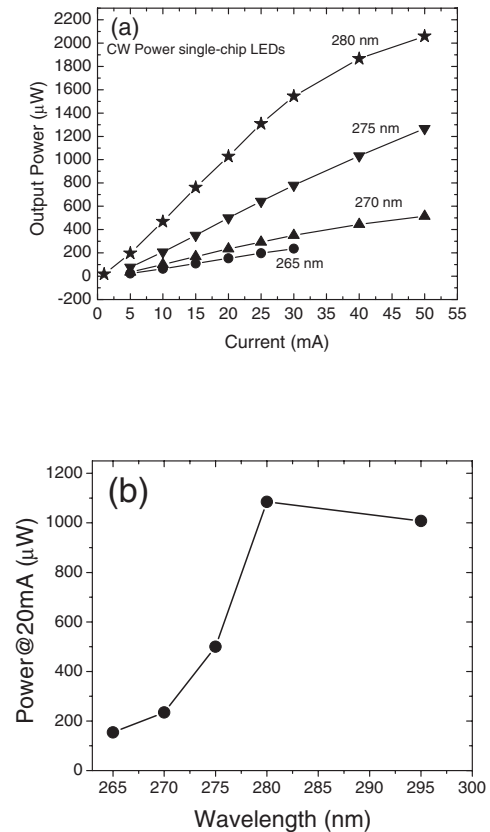 (a)
CW Power single-chip LEDs
280 nm
275 nm
270 nm
265 nm
2200
2000
1800
1600
1400
1200
1000
800
600
400
200
0
-200
Output Power (μW)
0 5 10 15 20 25 30 35 40 45 50 55
Current (mA)
(b)
1200
1000
800
600
400
200
0
Power@20mA (μW)
265 270 275 280 285 290 295 300
Wavelength (nm)